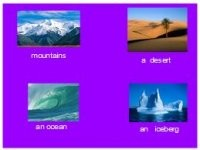 mountains
a desert
an ocean
an iceberg